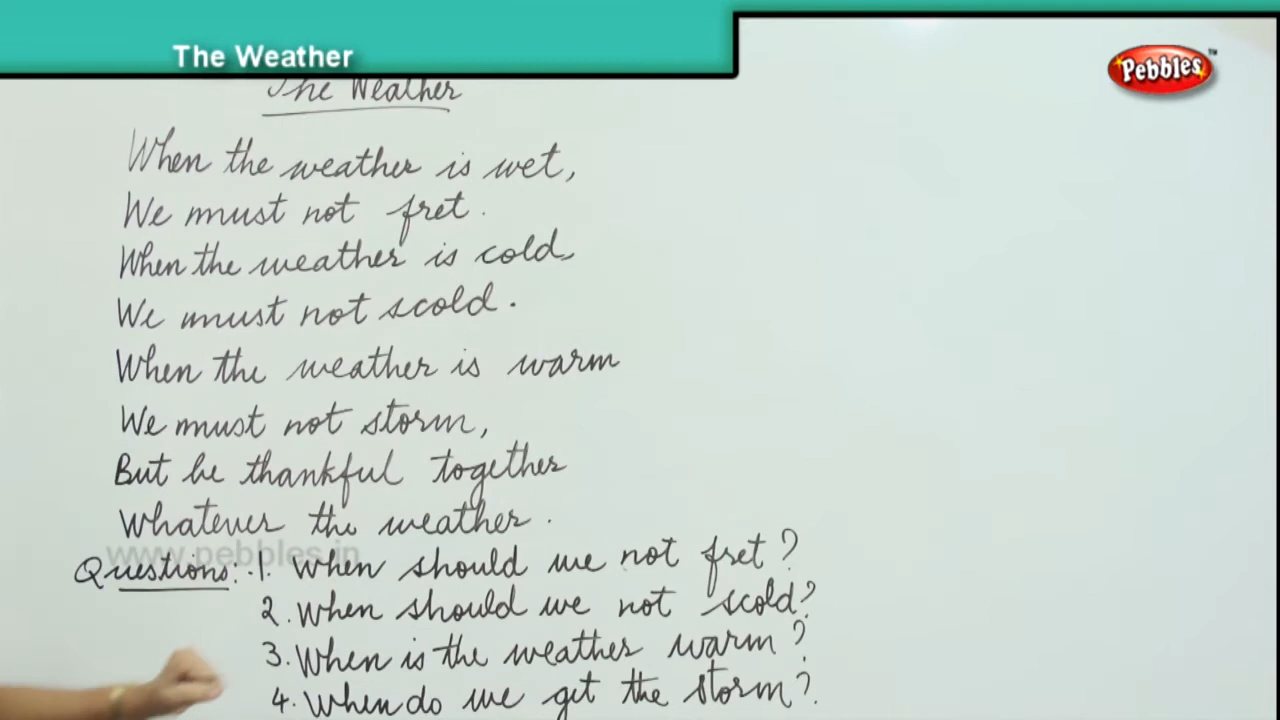 The Weather
Pebbles™
The Weather
When the weather is wet,
We must not fret.
When the weather is cold,
We must not scold.
When the weather is warm
We must not storm,
But be thankful together
Whatever the weather.
www.pebbles.in
Questions:- 1. When should we not fret?
2. When should we not scold?
3. When is the weather warm?
4. When do we get the storm?